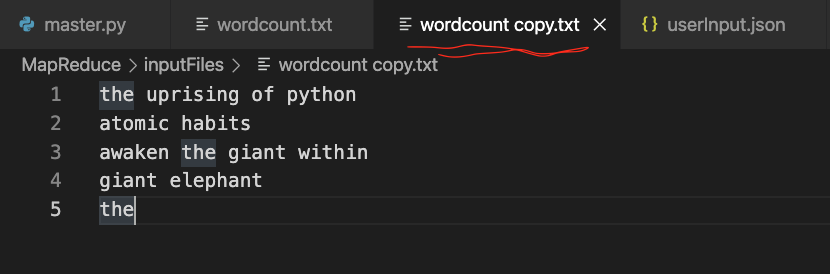 master.py wordcount.txt wordcount copy.txt userInput.json
MapReduce > inputFiles > wordcount copy.txt
1 the uprising of python
2 atomic habits
3 awaken the giant within
4 giant elephant
5 the